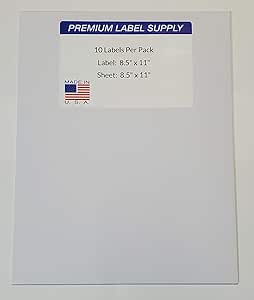 PREMIUM LABEL SUPPLY
10 Labels Per Pack
Label: 8.5" x 11"
Sheet: 8.5" x 11"
MADE IN
U.S.A.